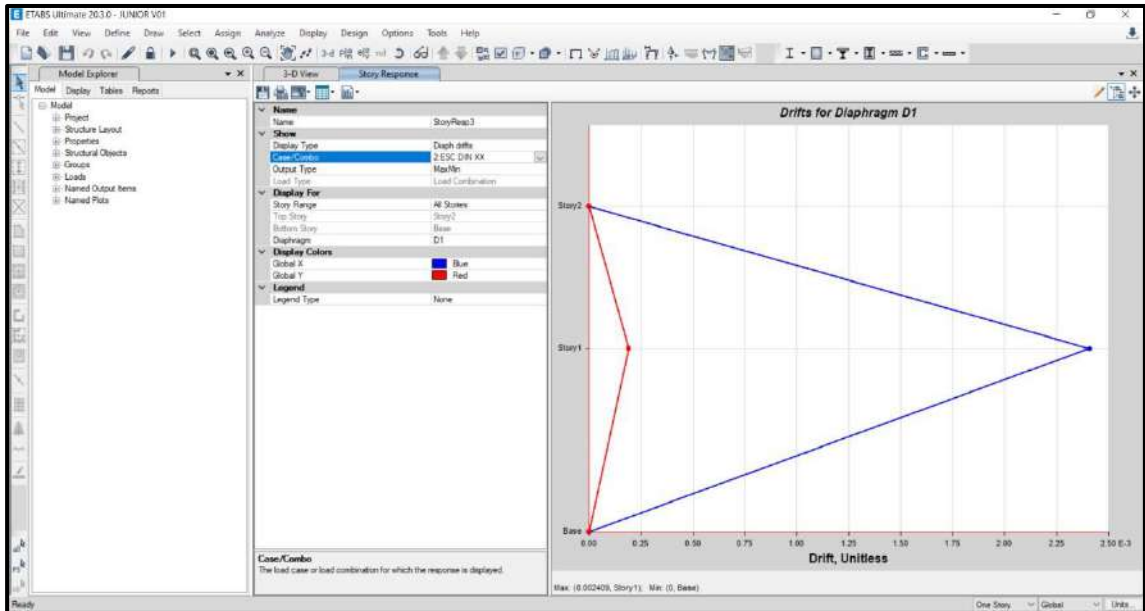 ETABS Ultimate 20.3.0 - JUNIOR V01
File Edit View Define Draw Select Assign Analyze Display Design Options Tools Help
Model Explorer
3-D View
Story Response
Model Display Tables Reports
Model
Project
Structure Layout
Properties
Structural Objects
Groups
Loads
Named Output Items
Named Plots
Name
Name StoryResp3
Show
Display Type Diaph drifts
Case/Combo 2.ESC DIN XX
Output Type MaxMin
Load Type Load Combination
Display For
Story Range All Stories
Top Story Story2
Bottom Story Base
Diaphragm D1
Display Colors
Global X Blue
Global Y Red
Legend
Legend Type None
Case/Combo
The load case or load combination for which the response is displayed.
Drifts for Diaphragm D1
Story2
Story1
Base
0.00 0.25 0.50 0.75 1.00 1.25 1.50 1.75 2.00 2.25 2.50 E-3
Drift, Unitless
Max: (0.002409, Story1); Min: (0, Base)
Ready
One Story Global Units...